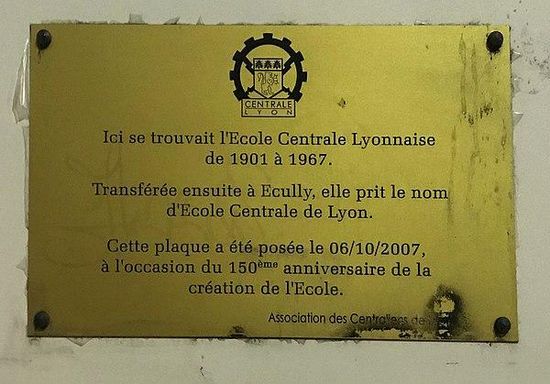 CENTRALE
LYON
Ici se trouvait l'Ecole Centrale Lyonnaise
de 1901 à 1967.
Transférée ensuite à Ecully, elle prit le nom
d'Ecole Centrale de Lyon.
Cette plaque a été posée le 06/10/2007,
à l'occasion du 150ème anniversaire de la
création de l'Ecole.
Association des Centraliens de